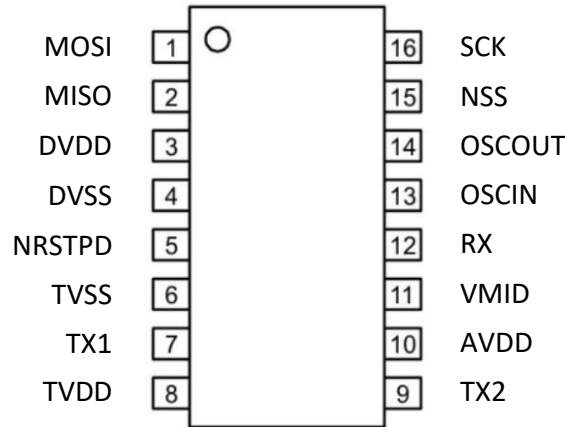 MOSI 1 16 SCK
MISO 2 15 NSS
DVDD 3 14 OSCOUT
DVSS 4 13 OSCIN
NRSTPD 5 12 RX
TVSS 6 11 VMID
TX1 7 10 AVDD
TVDD 8 9 TX2